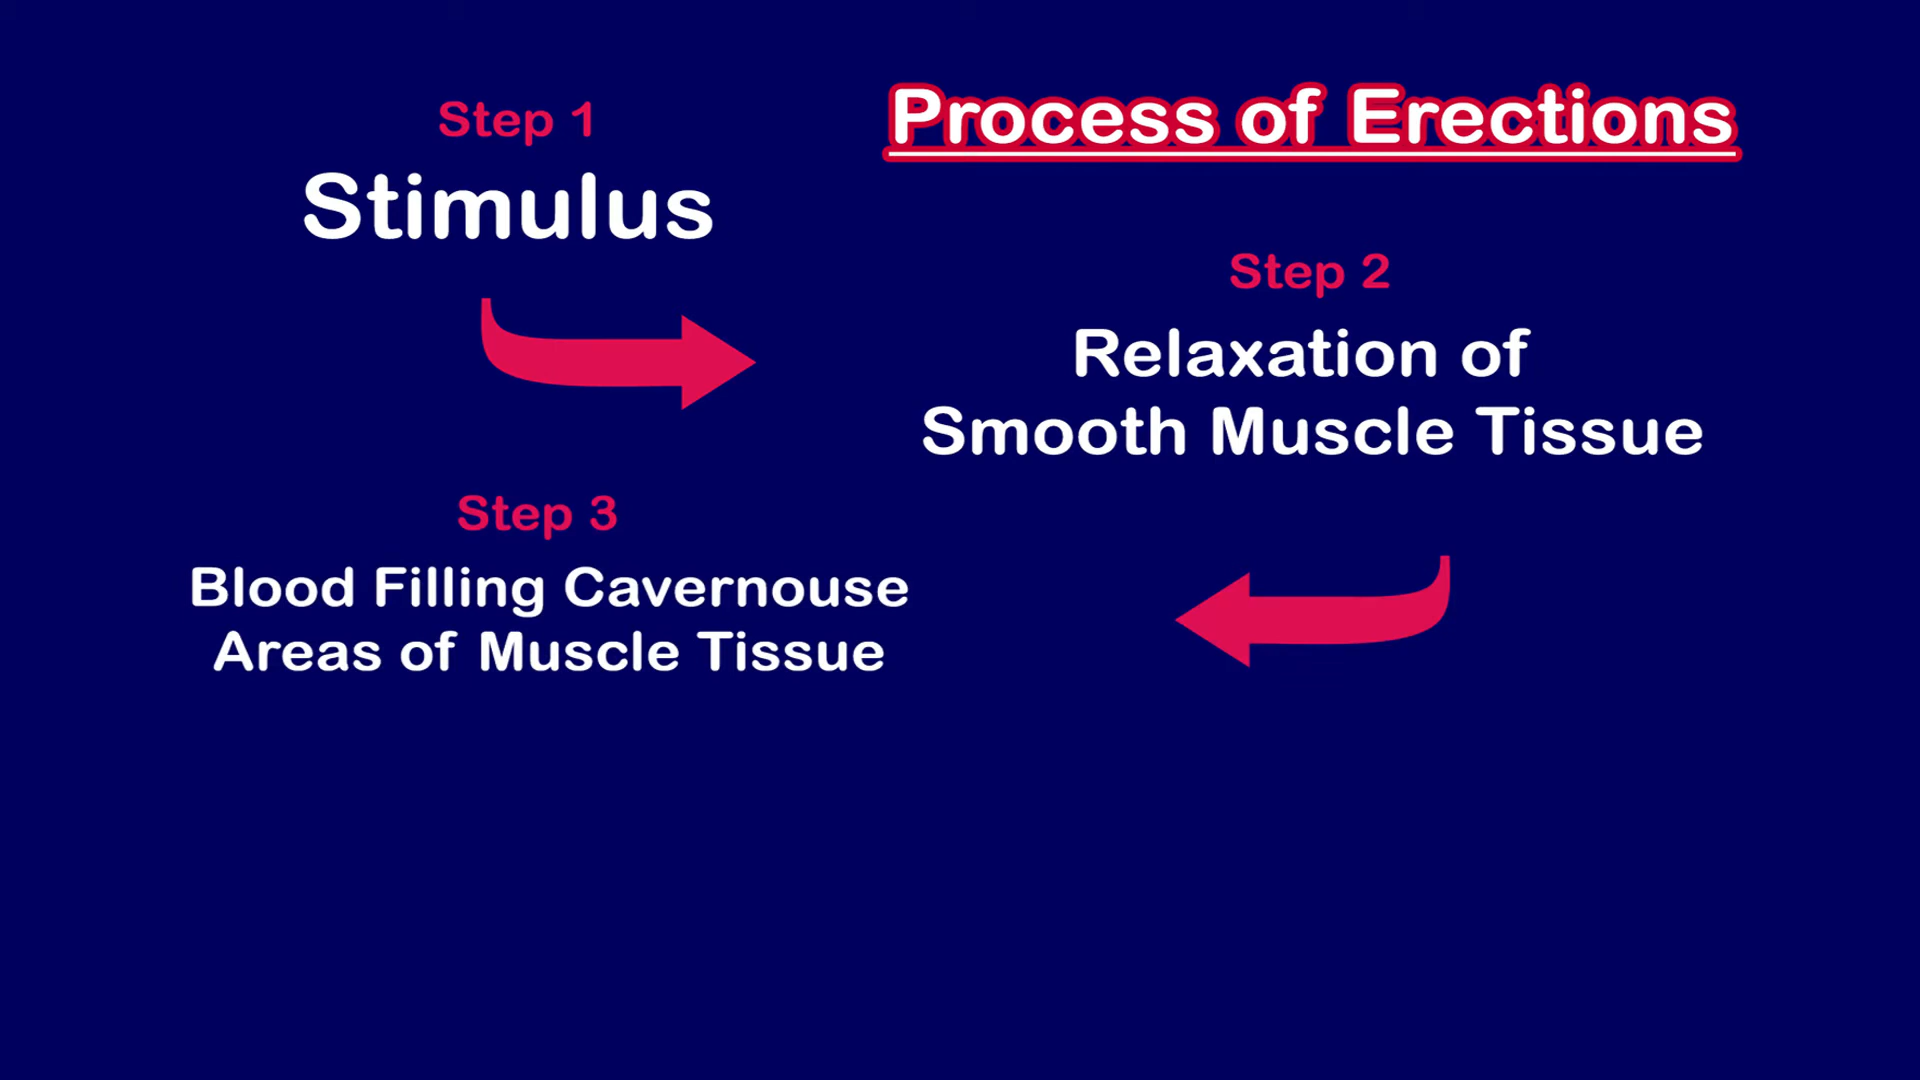 Process of Erections
Step 1
Stimulus
Step 2
Relaxation of
Smooth Muscle Tissue
Step 3
Blood Filling Cavernouse
Areas of Muscle Tissue